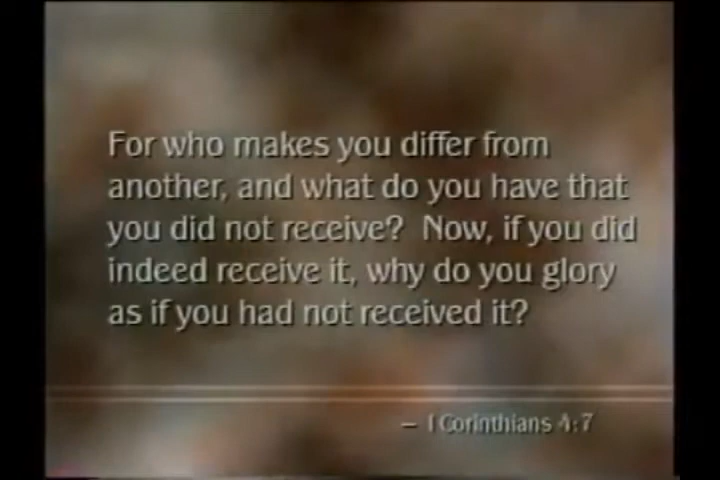 For who makes you differ from
another, and what do you have that
you did not receive?  Now, if you did
indeed receive it, why do you glory
as if you had not received it?
– 1 Corinthians 4:7